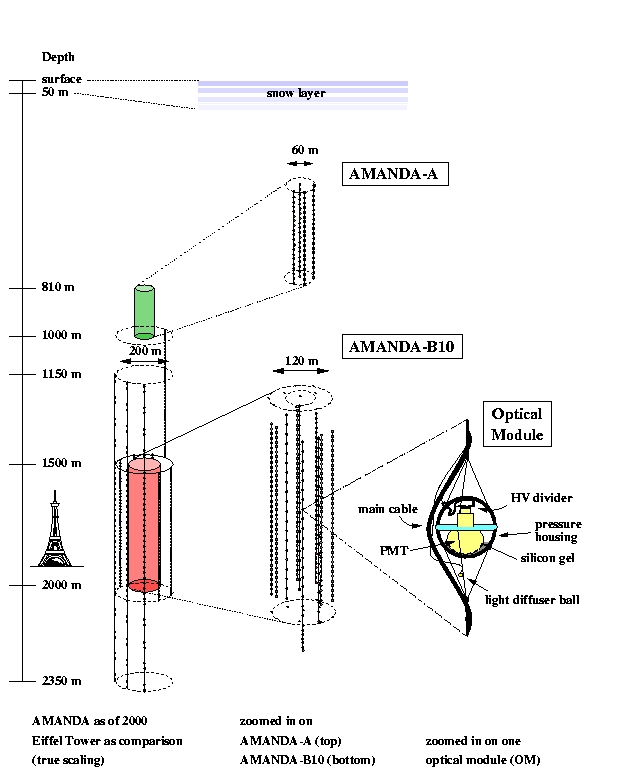 Depth
surface
50 m
snow layer
60 m
AMANDA-A
810 m
1000 m
200 m
AMANDA-B10
1150 m
120 m
Optical
Module
1500 m
HV divider
main cable
pressure
housing
PMT
silicon gel
2000 m
light diffuser ball
2350 m
AMANDA as of 2000
Eiffel Tower as comparison
(true scaling)
zoomed in on
AMANDA-A (top)
AMANDA-B10 (bottom)
zoomed in on one
optical module (OM)